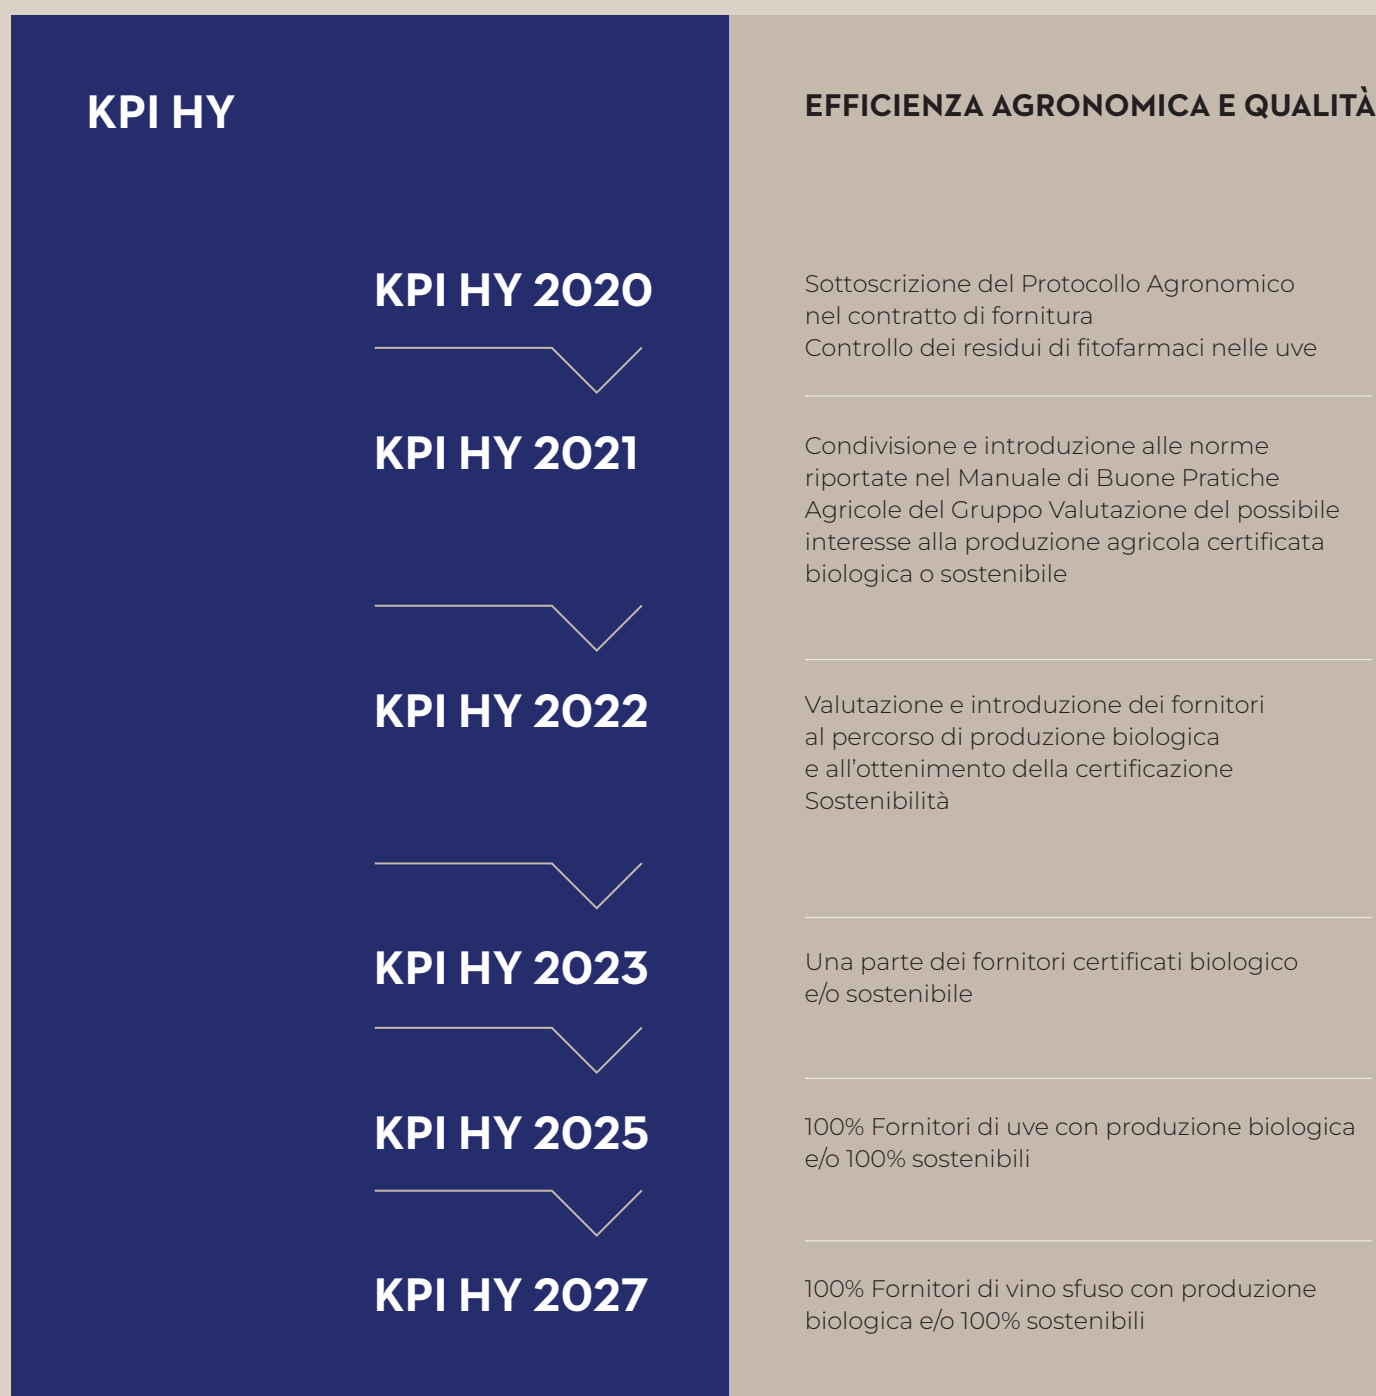 KPI HY
EFFICIENZA AGRONOMICA E QUALITÀ
KPI HY 2020
Sottoscrizione del Protocollo Agronomico
nel contratto di fornitura
Controllo dei residui di fitofarmaci nelle uve
KPI HY 2021
Condivisione e introduzione alle norme
riportate nel Manuale di Buone Pratiche
Agricole del Gruppo Valutazione del possibile
interesse alla produzione agricola certificata
biologica o sostenibile
KPI HY 2022
Valutazione e introduzione dei fornitori
al percorso di produzione biologica
e all’ottenimento della certificazione
Sostenibilità
KPI HY 2023
Una parte dei fornitori certificati biologico
e/o sostenibile
KPI HY 2025
100% Fornitori di uve con produzione biologica
e/o 100% sostenibili
KPI HY 2027
100% Fornitori di vino sfuso con produzione
biologica e/o 100% sostenibili